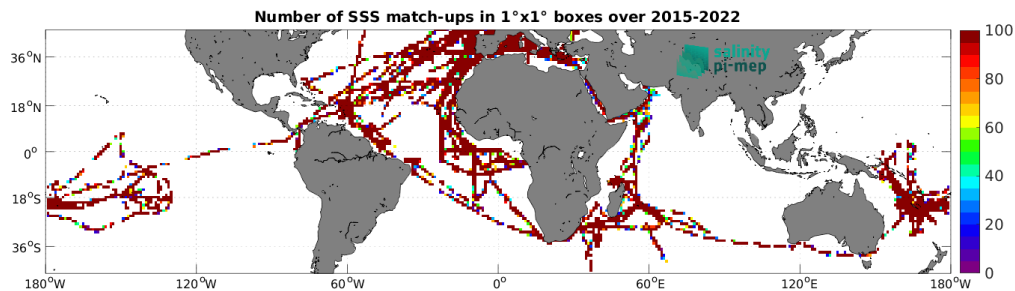 Number of SSS match-ups in 1°x1° boxes over 2015-2022
36°N
18°N
0°
18°S
36°S
180°W
120°W
60°W
0°
60°E
120°E
180°W
salinity
pi-mep
100
80
60
40
20
0